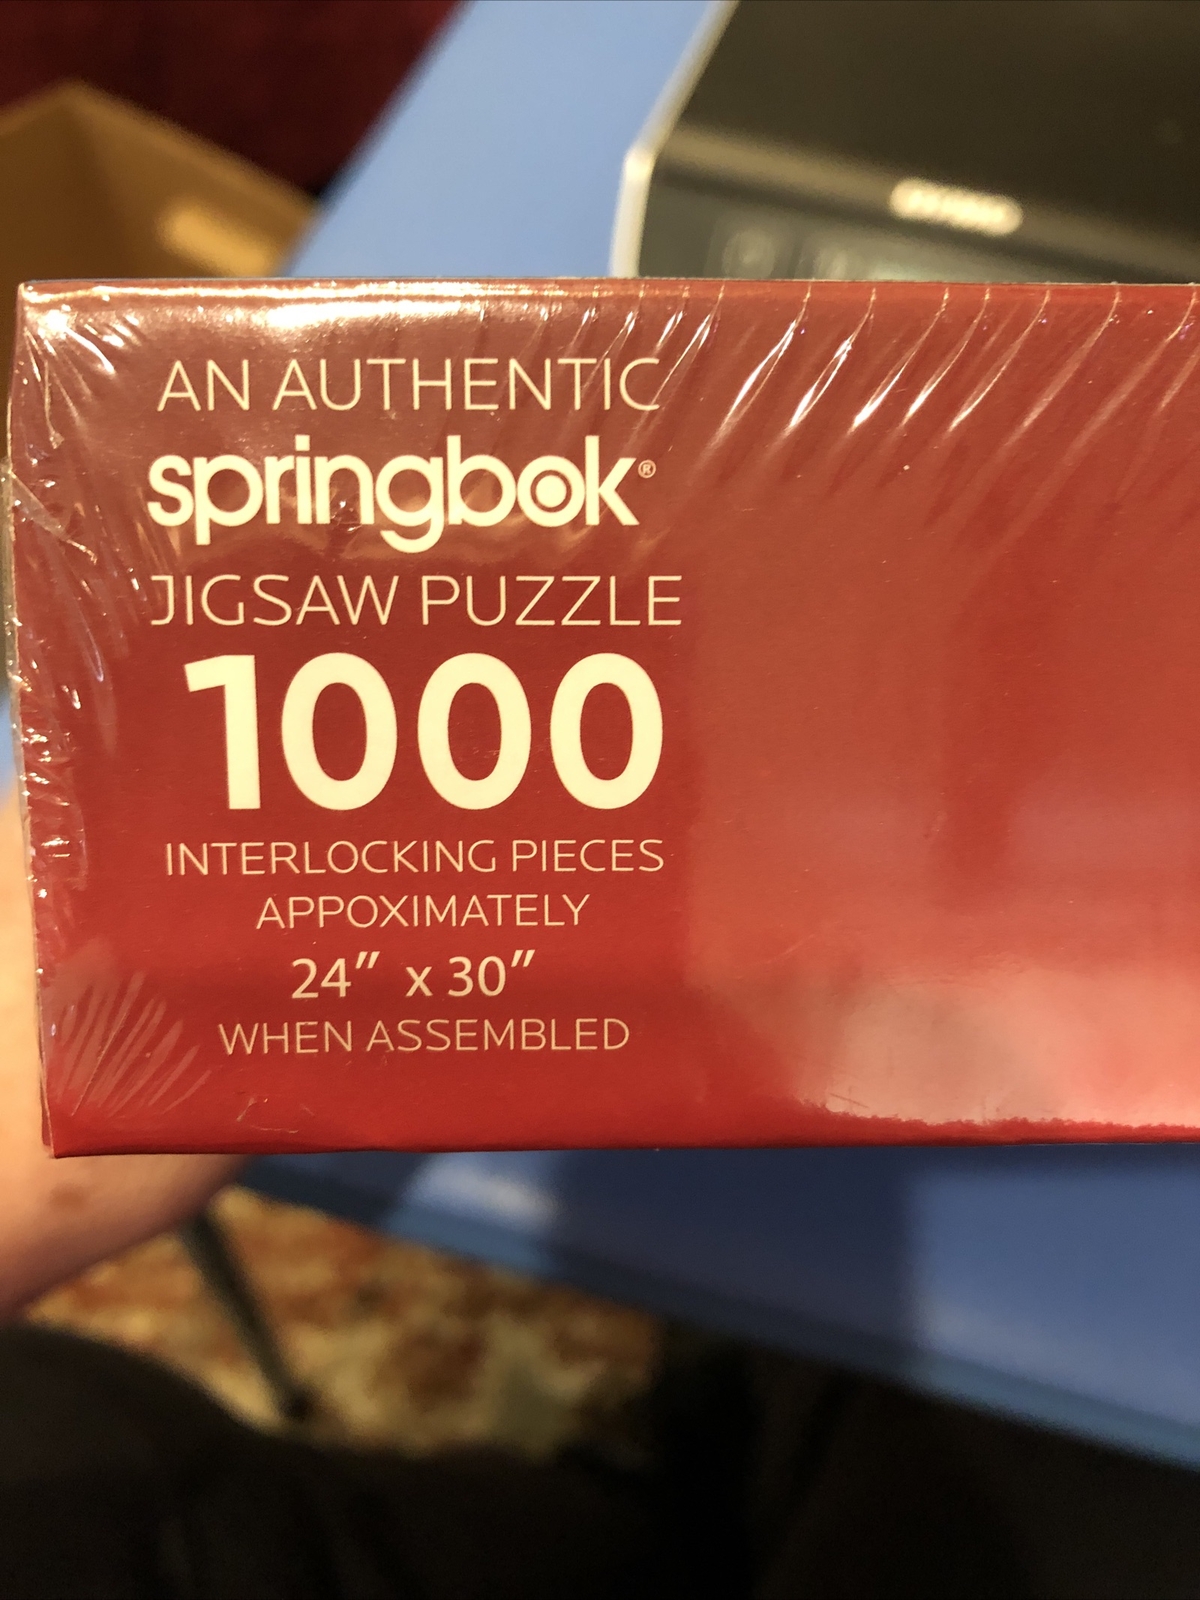 AN AUTHENTIC
springbok®
JIGSAW PUZZLE
1000
INTERLOCKING PIECES
APPOXIMATELY
24” x 30”
WHEN ASSEMBLED